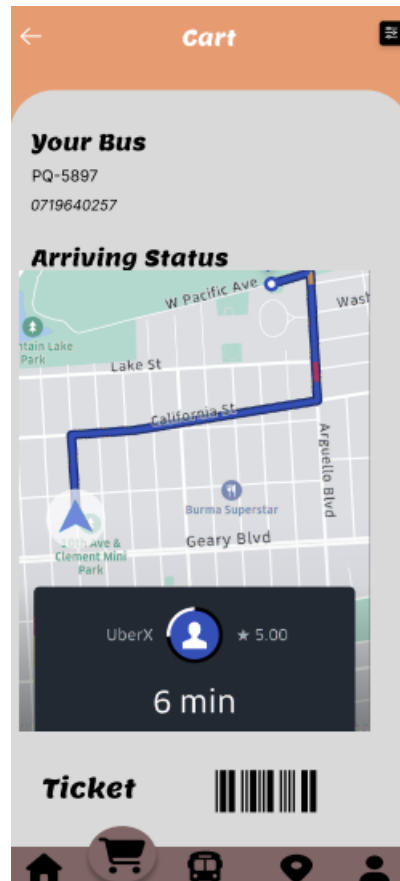 Cart
Your Bus
PQ-5897
0719640257
Arriving Status
W Pacific Ave
Wash
ntain Lake
Park
Lake St
California St
Arguello Blvd
Burma Superstar
10th Ave &
Clement Mini
Park
Geary Blvd
UberX
★ 5.00
6 min
Ticket